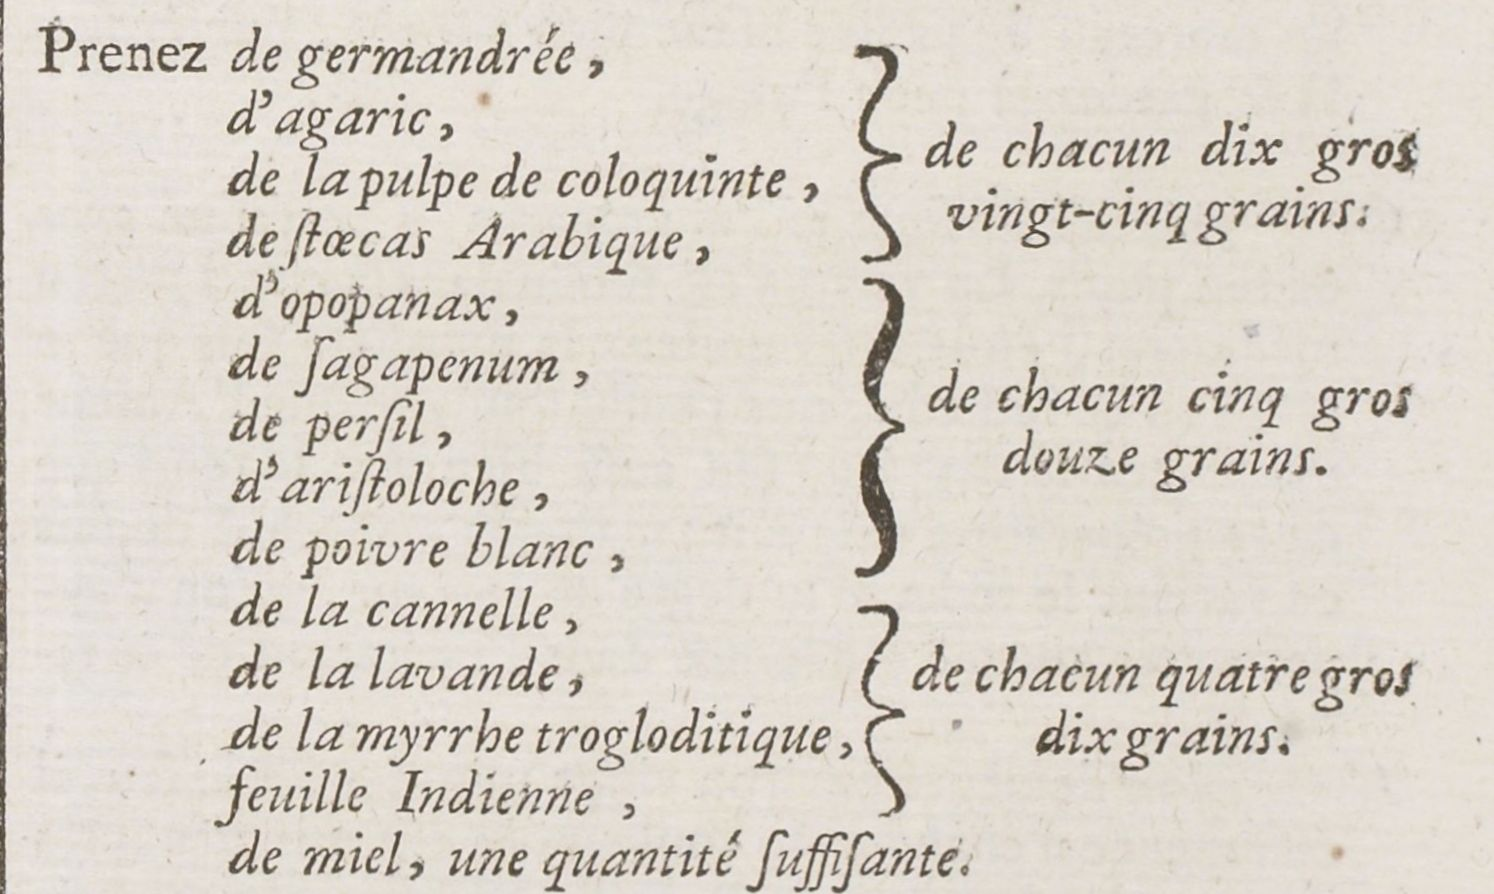 Prenez de germandrée,
d'agaric,
de la pulpe de coloquinte,
de ſtœcas Arabique,
de chacun dix gros
vingt-cinq grains.
d'opopanax,
de ſagapenum,
de perſil,
d'ariſtoloche,
de poivre blanc,
de chacun cinq gros
douze grains.
de la cannelle,
de la lavande,
de la myrrhe trogloditique,
feuille Indienne,
de chacun quatre gros
dix grains.
de miel, une quantité ſuffiſante.